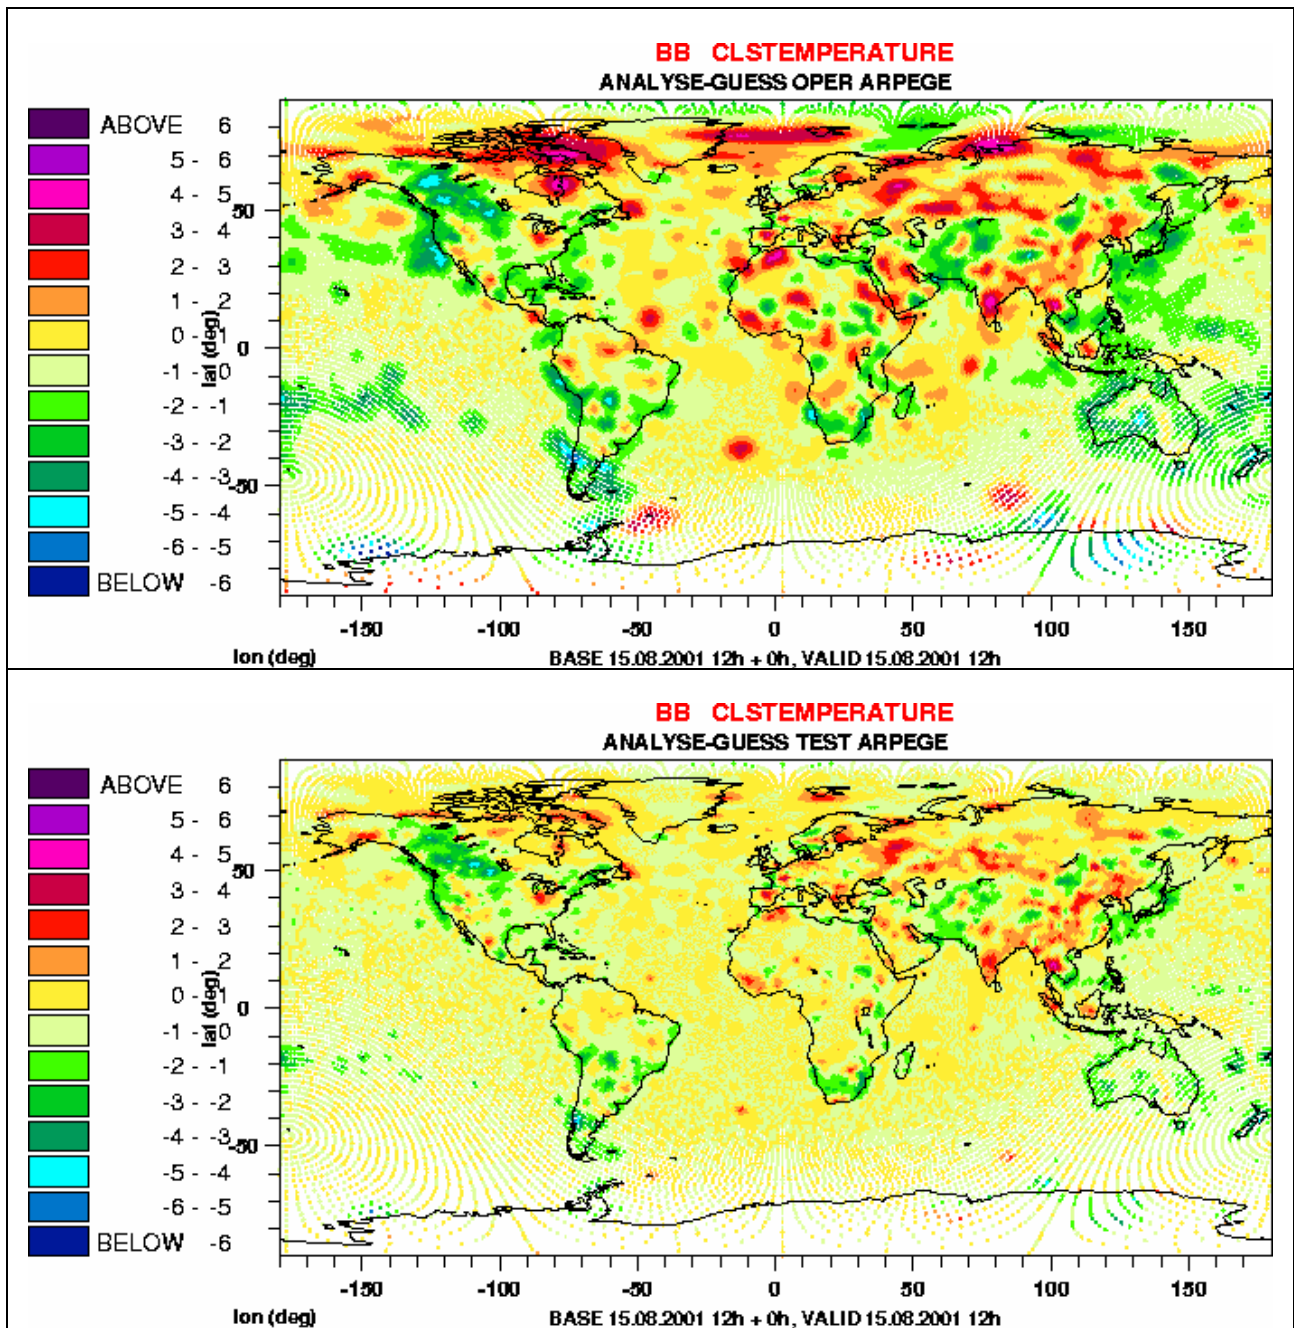 BB CLSTEMPERATURE
ANALYSE-GUESS OPER ARPEGE
ABOVE 6
5 - 6
4 - 5
3 - 4
2 - 3
1 - 2
0 - 1
-1 - 0
-2 - -1
-3 - -2
-4 - -3
-5 - -4
-6 - -5
BELOW -6
50
0
-50
lat (deg)
-150 -100 -50 0 50 100 150
lon (deg)
BASE 15.08.2001 12h + 0h, VALID 15.08.2001 12h
BB CLSTEMPERATURE
ANALYSE-GUESS TEST ARPEGE
ABOVE 6
5 - 6
4 - 5
3 - 4
2 - 3
1 - 2
0 - 1
-1 - 0
-2 - -1
-3 - -2
-4 - -3
-5 - -4
-6 - -5
BELOW -6
50
0
-50
lat (deg)
-150 -100 -50 0 50 100 150
lon (deg)
BASE 15.08.2001 12h + 0h, VALID 15.08.2001 12h